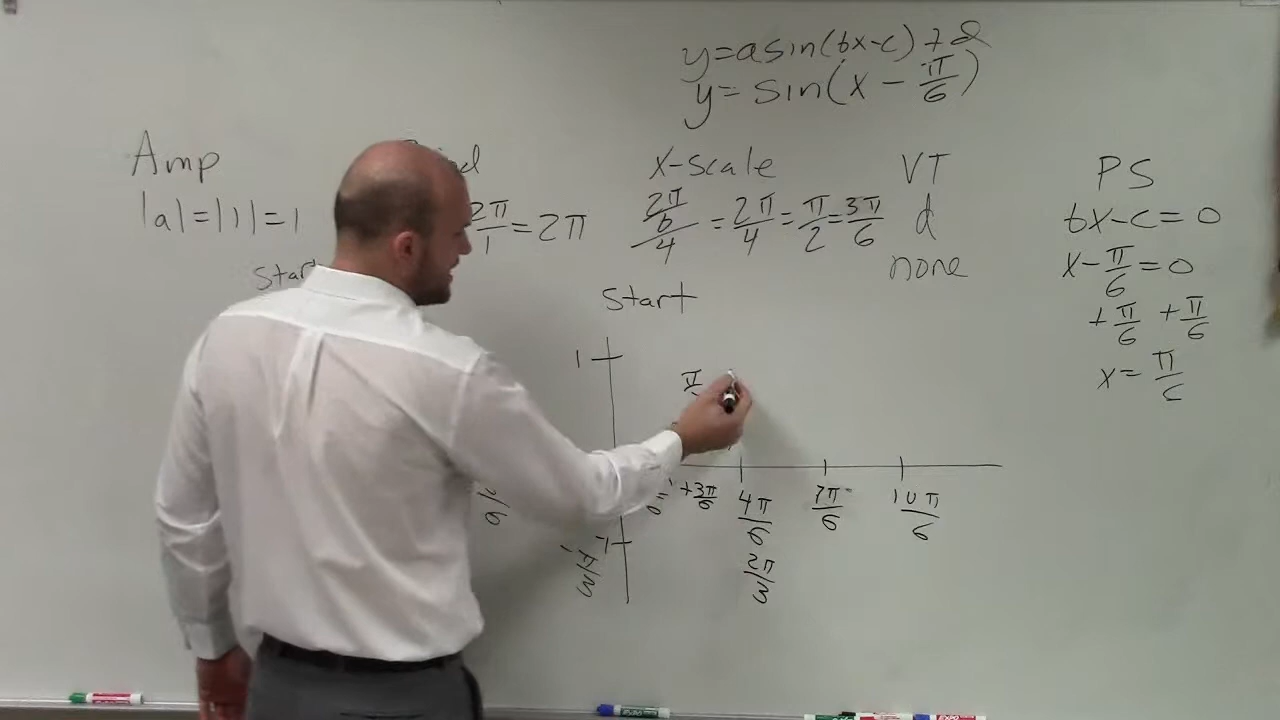 y=asin(bx-c)+d
y= sin(x - π/6)
Amp
|a|=|1|=1
2π/1=2π
x-scale
(2π/b)/4 = 2π/4 = π/2 = 3π/6
VT
d
none
PS
bx-c=0
x-π/6=0
+π/6 +π/6
x= π/6
Start
1
π
+3π/6
4π/6
7π/6
10π/6
-1
2π/3